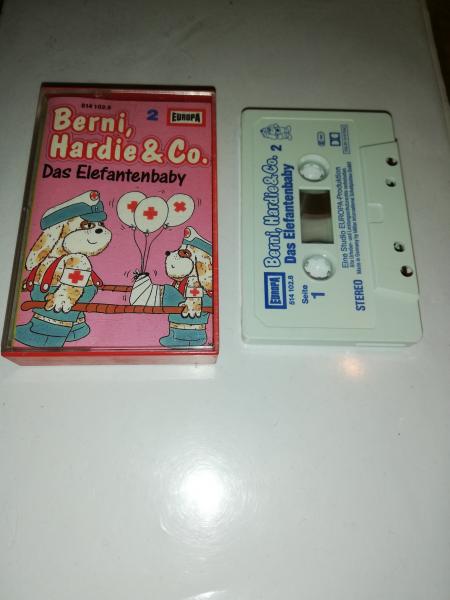 514 102.8
2
EUROPA
Berni,
Hardie & Co.
Das Elefantenbaby
EUROPA
514 102.8
Seite
1
Berni, Hardie & Co. 2
Das Elefantenbaby
STEREO
Eine Studio EUROPA-Produktion